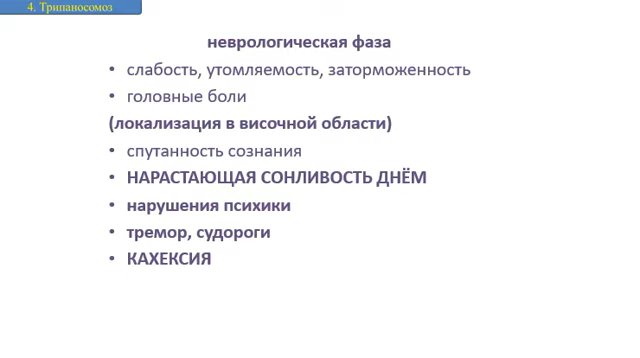 4. Трипаносомоз
неврологическая фаза
• слабость, утомляемость, заторможенность
• головные боли
(локализация в височной области)
• спутанность сознания
• НАРАСТАЮЩАЯ СОНЛИВОСТЬ ДНЁМ
• нарушения психики
• тремор, судороги
• КАХЕКСИЯ